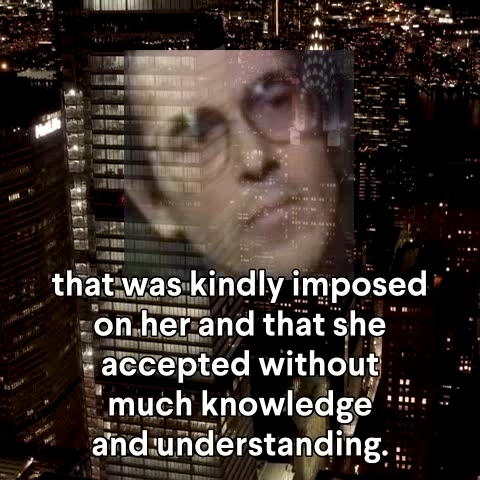 that was kindly imposed
on her and that she
accepted without
much knowledge
and understanding.